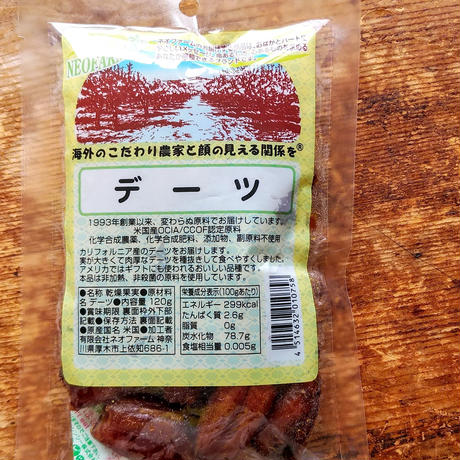 NEOFARM
海外のこだわり農家と顔の見える関係を®
デーツ
1993年創業以来、変わらぬ原料でお届けしています。
米国産OCIA/CCOF認定原料
化学合成農薬、化学合成肥料、添加物、副原料不使用
カリフォルニア産のデーツをお届けします。
実が大きくて肉厚なデーツを種抜きして食べやすくしました。
アメリカではギフトにも使われるおいしい品種です。
本品は非加熱、非殺菌の原料を使用しています。
●名称 乾燥果実●原材料
名 デーツ●内容量 120g
●賞味期限 裏面枠外下部
記載●保存方法 裏面記載
●原産国名 米国●加工者
有限会社ネオファーム 神奈
川県厚木市上依知686-1
栄養成分表示(100gあたり)
エネルギー 299kcal
たんぱく質 2.6g
脂質 0g
炭水化物 78.7g
食塩相当量 0.005g
4 514632 010758